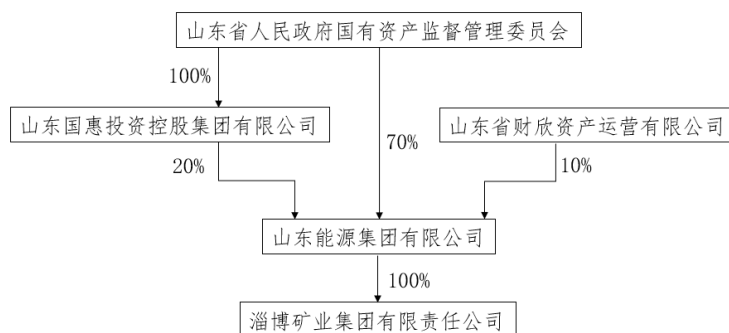 山东省人民政府国有资产监督管理委员会
100%
山东国惠投资控股集团有限公司
山东省财欣资产运营有限公司
20%
70%
10%
山东能源集团有限公司
100%
淄博矿业集团有限责任公司